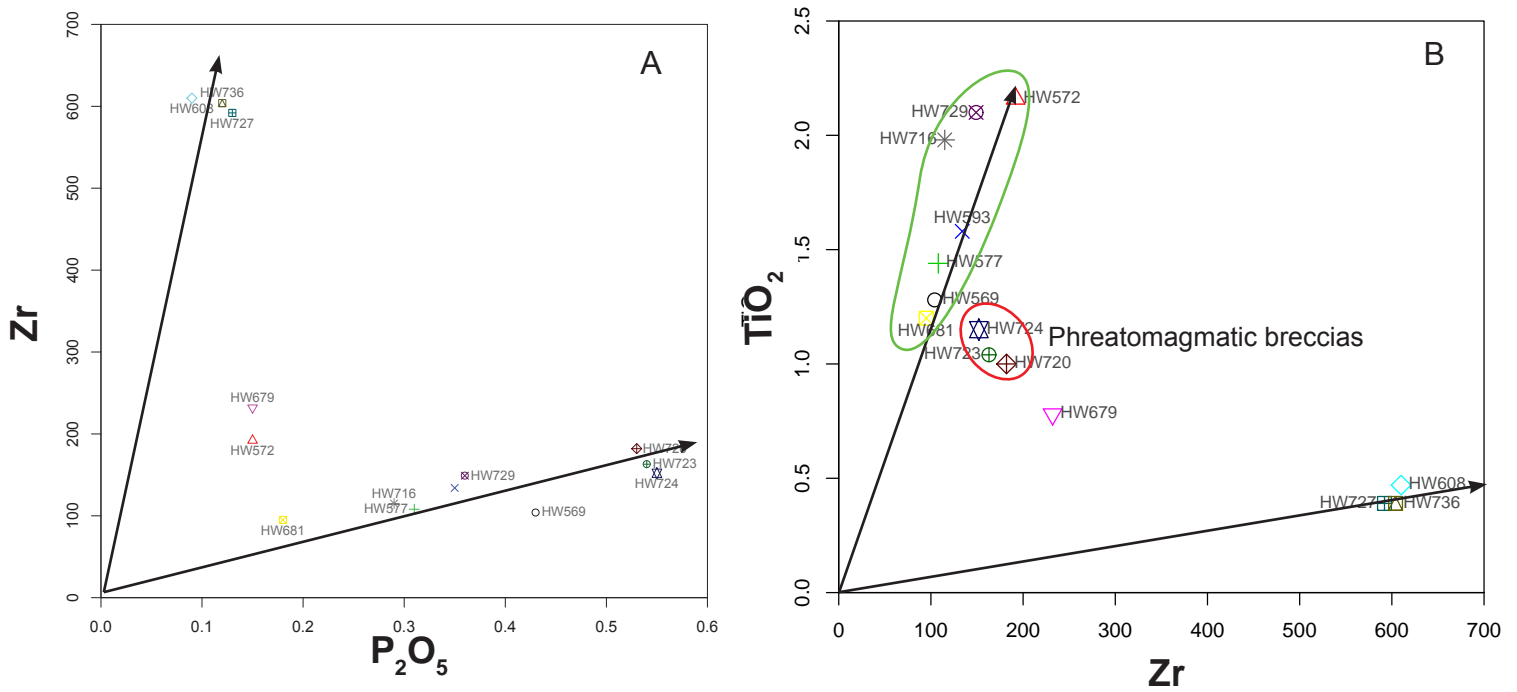 A
700
600
500
400
300
200
100
0
Zr
HW736
HW608
HW727
HW679
HW572
HW681
HW716
HW577
HW729
HW569
HW720
HW723
HW724
0.0 0.1 0.2 0.3 0.4 0.5 0.6
P₂O₅
B
2.5
2.0
1.5
1.0
0.5
0.0
TiO₂
HW572
HW729
HW716
HW593
HW577
HW569
HW681
HW724
Phreatomagmatic breccias
HW723
HW720
HW679
HW608
HW727
HW736
0 100 200 300 400 500 600 700
Zr